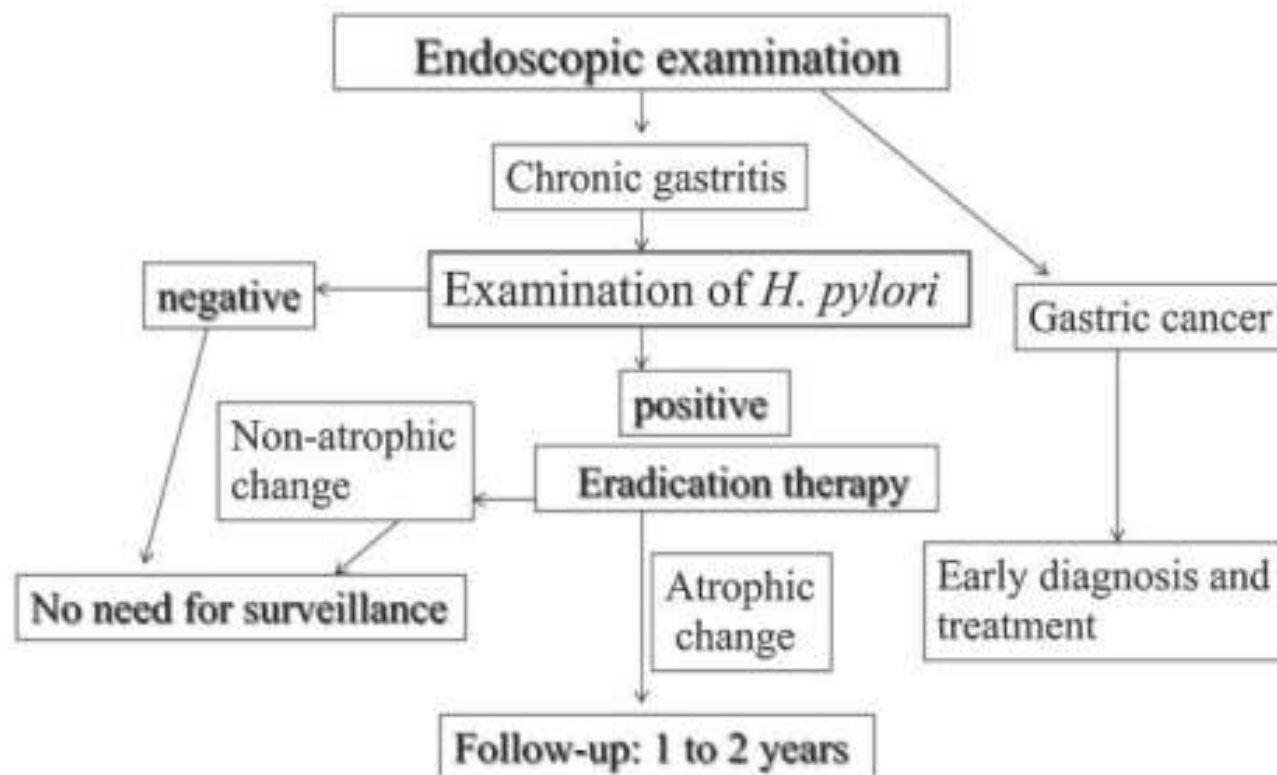 Endoscopic examination
Chronic gastritis
Examination of H. pylori
negative
Gastric cancer
positive
Non-atrophic
change
Eradication therapy
Atrophic
change
Early diagnosis and
treatment
No need for surveillance
Follow-up: 1 to 2 years